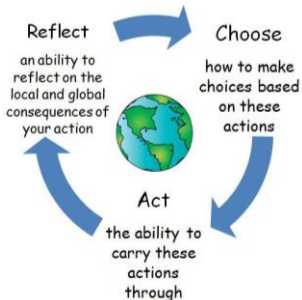 Reflect
an ability to
reflect on the
local and global
consequences of
your action
Choose
how to make
choices based
on these
actions
Act
the ability to
carry these
actions
through